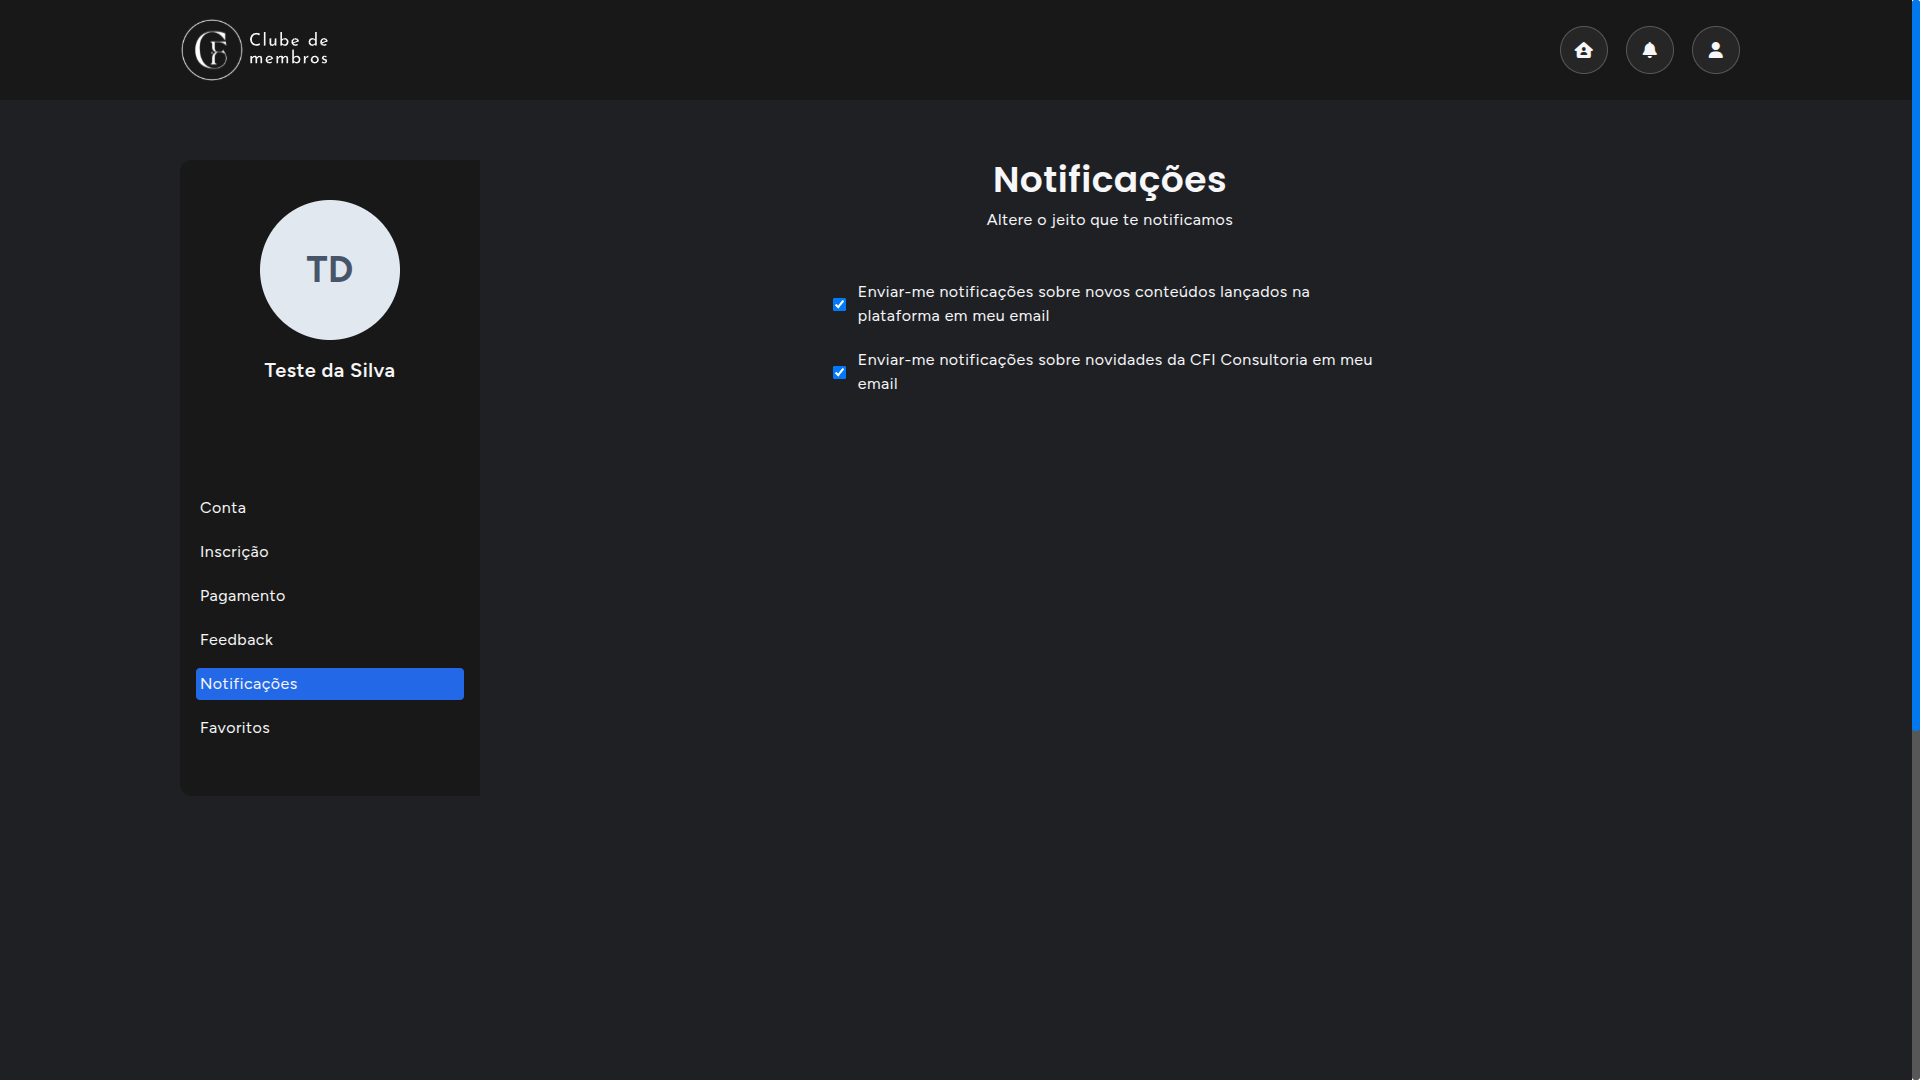 Clube de
membros
TD
Teste da Silva
Conta
Inscrição
Pagamento
Feedback
Notificações
Favoritos
Notificações
Altere o jeito que te notificamos
Enviar-me notificações sobre novos conteúdos lançados na
plataforma em meu email
Enviar-me notificações sobre novidades da CFI Consultoria em meu
email